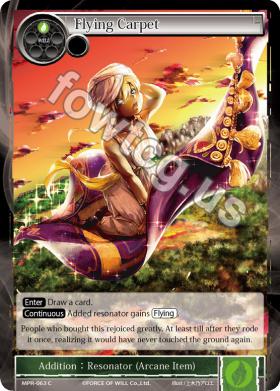 Flying Carpet
fowtcg.us
Enter Draw a card.
Continuous Added resonator gains Flying.
People who bought this rejoiced greatly. At least till after they rode
it once, realizing it would have never touched the ground again.
Addition : Resonator (Arcane Item)
MPR-063 C
©FORCE OF WILL Co.,Ltd.